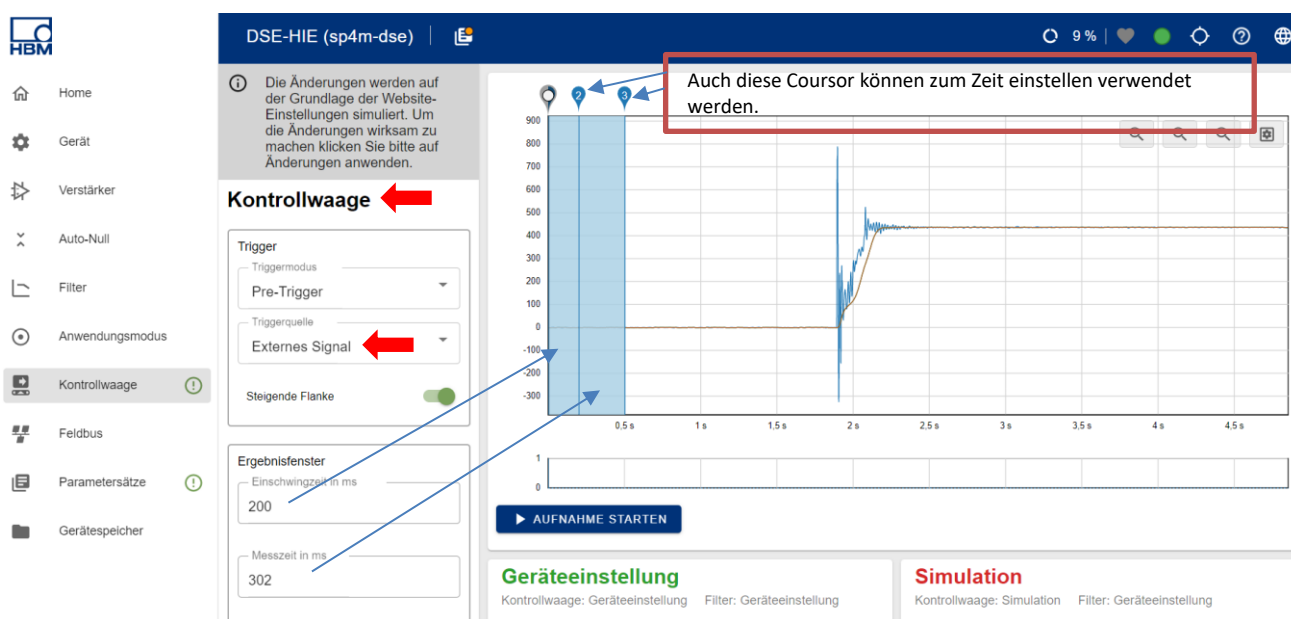 HBM
DSE-HIE (sp4m-dse)
9 %
Home
Gerät
Verstärker
Auto-Null
Filter
Anwendungsmodus
Kontrollwaage
Feldbus
Parametersätze
Gerätespeicher
Die Änderungen werden auf
der Grundlage der Website-
Einstellungen simuliert. Um
die Änderungen wirksam zu
machen klicken Sie bitte auf
Änderungen anwenden.
Kontrollwaage
Trigger
Triggermodus
Pre-Trigger
Triggerquelle
Externes Signal
Steigende Flanke
Ergebnisfenster
Einschwingzeit in ms
200
Messzeit in ms
302
Auch diese Coursor können zum Zeit einstellen verwendet
werden.
2
3
900
800
700
600
500
400
300
200
100
0
-100
-200
-300
0,5 s
1 s
1,5 s
2 s
2,5 s
3 s
3,5 s
4 s
4,5 s
1
0
AUFNAHME STARTEN
Geräteeinstellung
Kontrollwaage: Geräteeinstellung Filter: Geräteeinstellung
Simulation
Kontrollwaage: Simulation Filter: Geräteeinstellung